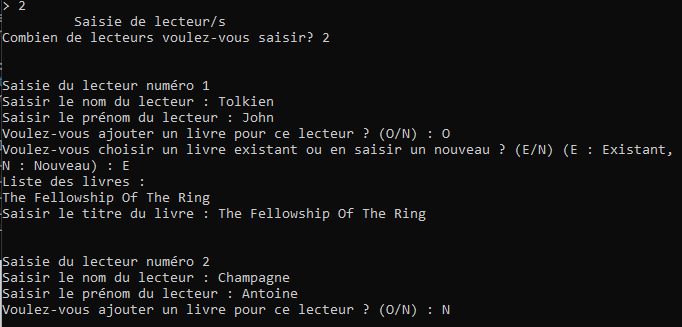 > 2
Saisie de lecteur/s
Combien de lecteurs voulez-vous saisir? 2
Saisie du lecteur numéro 1
Saisir le nom du lecteur : Tolkien
Saisir le prénom du lecteur : John
Voulez-vous ajouter un livre pour ce lecteur ? (O/N) : O
Voulez-vous choisir un livre existant ou en saisir un nouveau ? (E/N) (E : Existant,
N : Nouveau) : E
Liste des livres :
The Fellowship Of The Ring
Saisir le titre du livre : The Fellowship Of The Ring
Saisie du lecteur numéro 2
Saisir le nom du lecteur : Champagne
Saisir le prénom du lecteur : Antoine
Voulez-vous ajouter un livre pour ce lecteur ? (O/N) : N